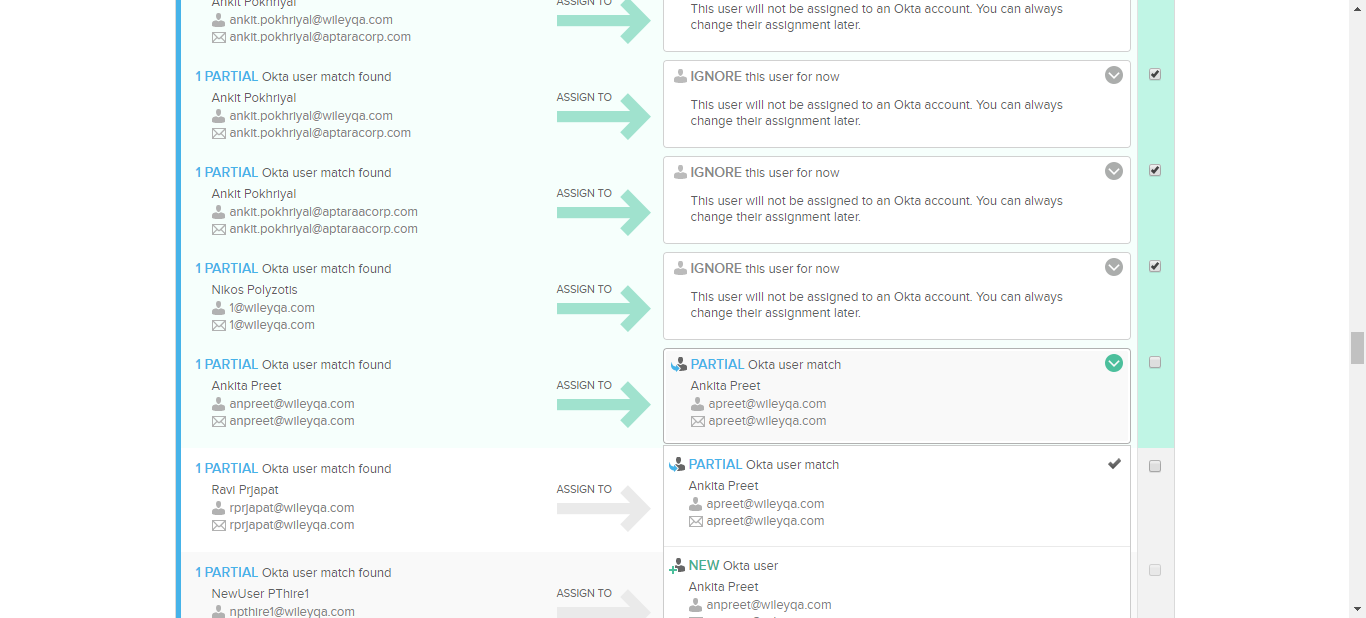 Ankit Pokhriyal
ankit.pokhriyal@wileyqa.com
ankit.pokhriyal@aptaracorp.com
ASSIGN TO
This user will not be assigned to an Okta account. You can always
change their assignment later.
1 PARTIAL Okta user match found
Ankit Pokhriyal
ankit.pokhriyal@wileyqa.com
ankit.pokhriyal@aptaracorp.com
ASSIGN TO
IGNORE this user for now
This user will not be assigned to an Okta account. You can always
change their assignment later.
1 PARTIAL Okta user match found
Ankit Pokhriyal
ankit.pokhriyal@aptaraacorp.com
ankit.pokhriyal@aptaraacorp.com
ASSIGN TO
IGNORE this user for now
This user will not be assigned to an Okta account. You can always
change their assignment later.
1 PARTIAL Okta user match found
Nikos Polyzotis
1@wileyqa.com
1@wileyqa.com
ASSIGN TO
IGNORE this user for now
This user will not be assigned to an Okta account. You can always
change their assignment later.
1 PARTIAL Okta user match found
Ankita Preet
anpreet@wileyqa.com
anpreet@wileyqa.com
ASSIGN TO
PARTIAL Okta user match
Ankita Preet
apreet@wileyqa.com
apreet@wileyqa.com
1 PARTIAL Okta user match found
Ravi Prjapat
rprjapat@wileyqa.com
rprjapat@wileyqa.com
ASSIGN TO
PARTIAL Okta user match
Ankita Preet
apreet@wileyqa.com
apreet@wileyqa.com
1 PARTIAL Okta user match found
NewUser PThire1
npthire1@wileyqa.com
ASSIGN TO
NEW Okta user
Ankita Preet
anpreet@wileyqa.com